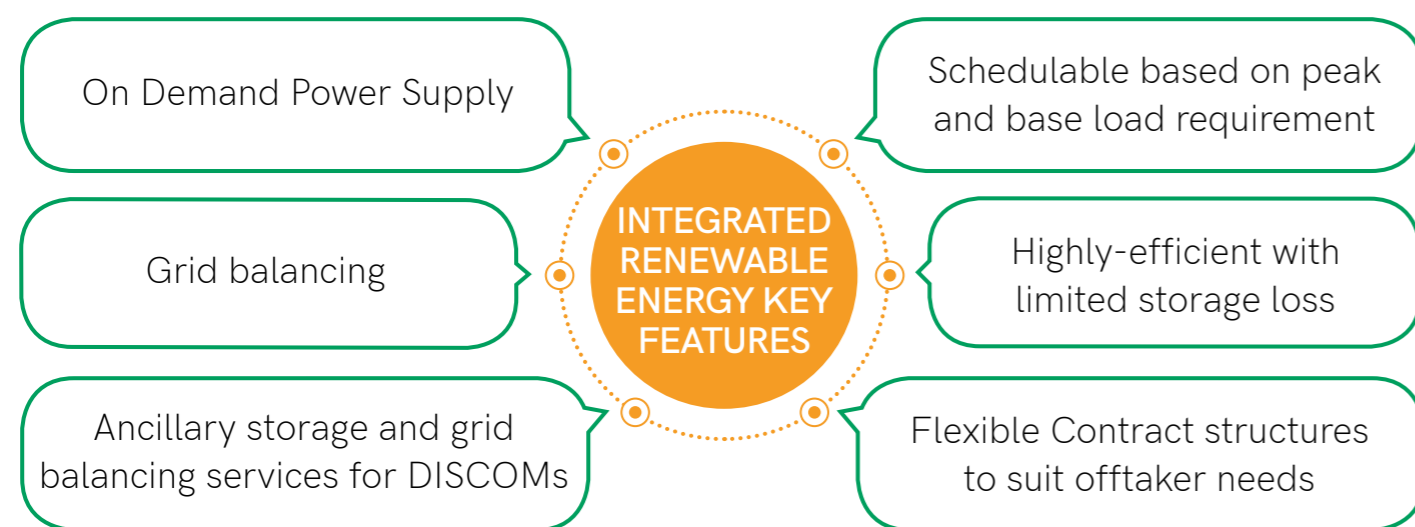 On Demand Power Supply
Schedulable based on peak
and base load requirement
INTEGRATED
RENEWABLE
ENERGY KEY
FEATURES
Grid balancing
Highly-efficient with
limited storage loss
Ancillary storage and grid
balancing services for DISCOMs
Flexible Contract structures
to suit offtaker needs